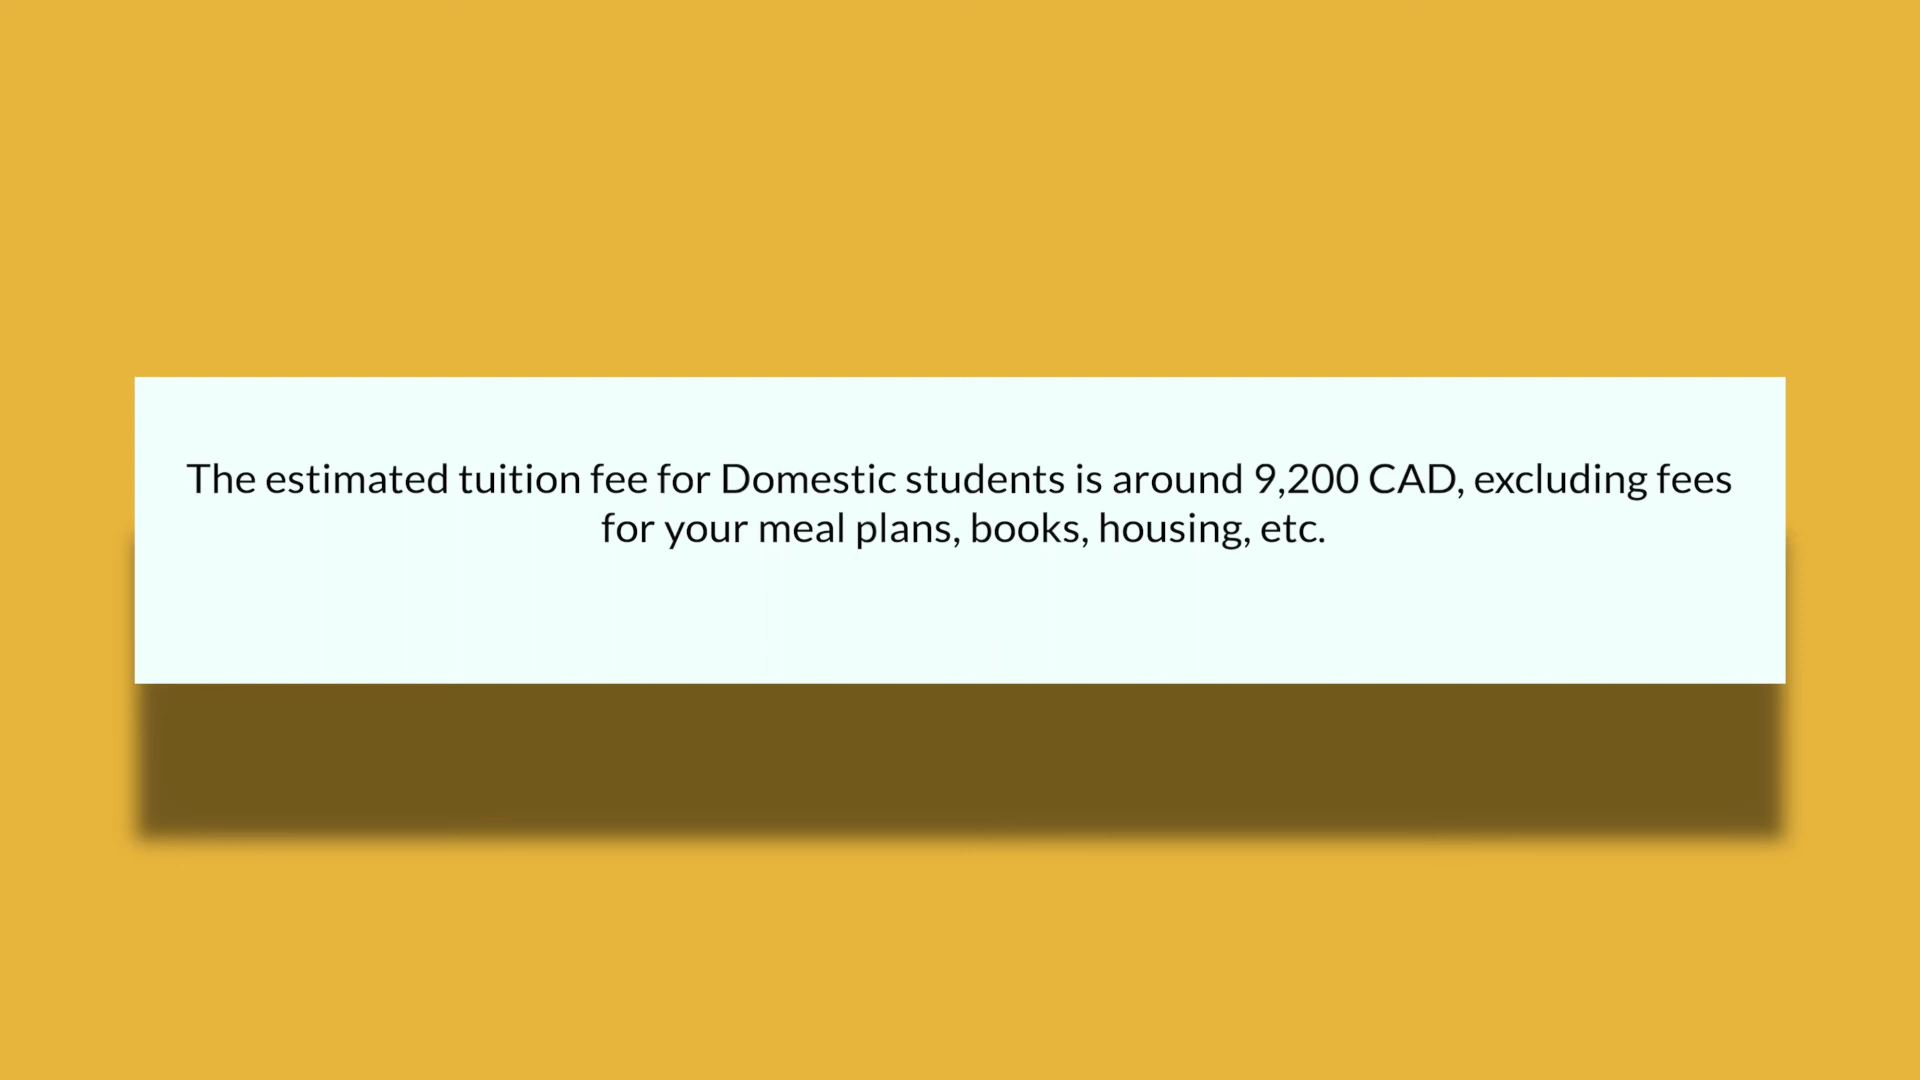 The estimated tuition fee for Domestic students is around 9,200 CAD, excluding fees
for your meal plans, books, housing, etc.